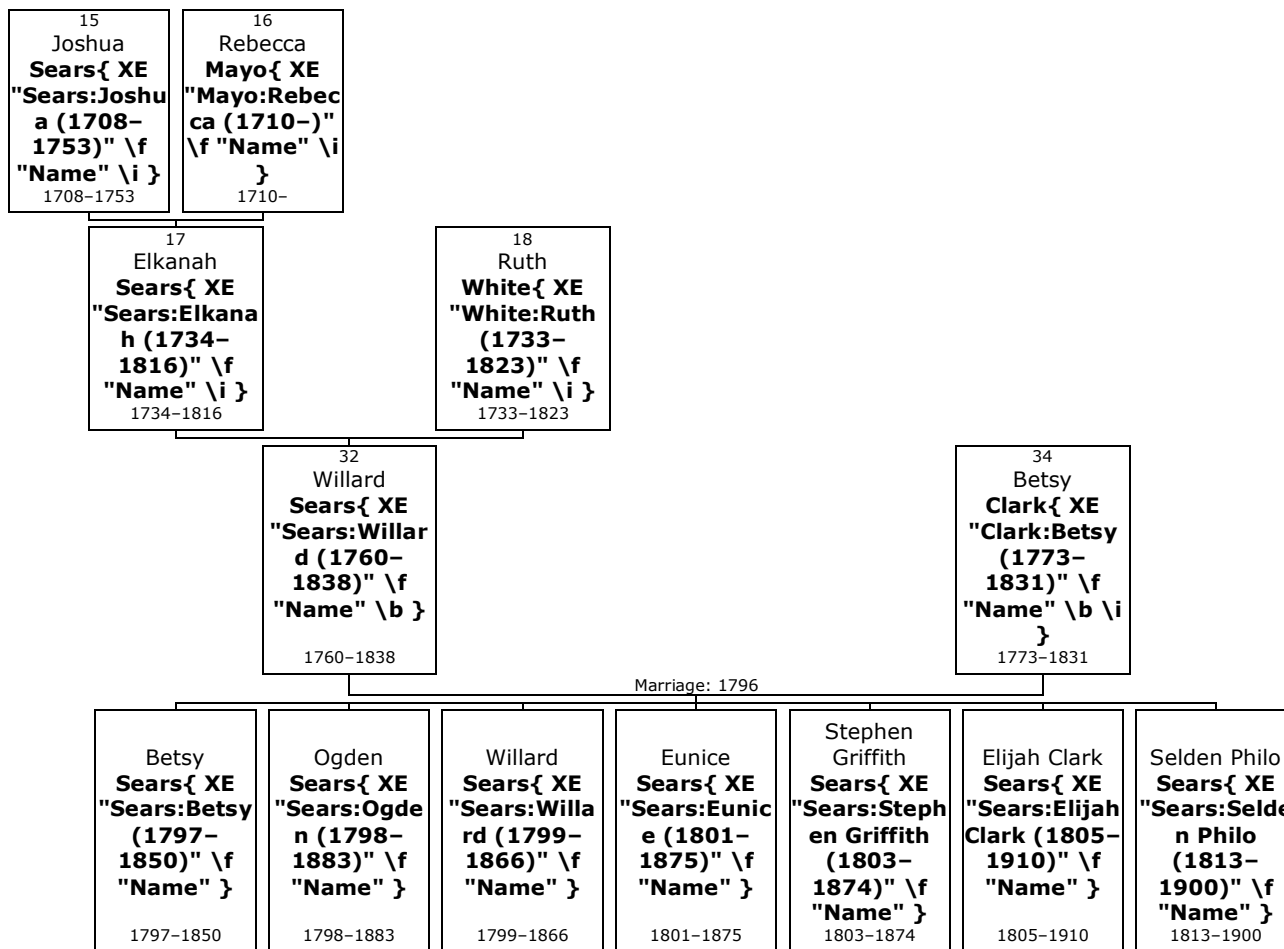 15
Joshua
Sears{ XE
"Sears:Joshu
a (1708–
1753)" \f
"Name" \i }
1708–1753
16
Rebecca
Mayo{ XE
"Mayo:Rebec
ca (1710–)"
\f "Name" \i
}
1710–
17
Elkanah
Sears{ XE
"Sears:Elkana
h (1734–
1816)" \f
"Name" \i }
1734–1816
18
Ruth
White{ XE
"White:Ruth
(1733–
1823)" \f
"Name" \i }
1733–1823
32
Willard
Sears{ XE
"Sears:Willar
d (1760–
1838)" \f
"Name" \b }
1760–1838
34
Betsy
Clark{ XE
"Clark:Betsy
(1773–
1831)" \f
"Name" \b \i
}
1773–1831
Marriage: 1796
Betsy
Sears{ XE
"Sears:Betsy
(1797–
1850)" \f
"Name" }
1797–1850
Ogden
Sears{ XE
"Sears:Ogde
n (1798–
1883)" \f
"Name" }
1798–1883
Willard
Sears{ XE
"Sears:Willa
rd (1799–
1866)" \f
"Name" }
1799–1866
Eunice
Sears{ XE
"Sears:Eunic
e (1801–
1875)" \f
"Name" }
1801–1875
Stephen
Griffith
Sears{ XE
"Sears:Steph
en Griffith
(1803–
1874)" \f
"Name" }
1803–1874
Elijah Clark
Sears{ XE
"Sears:Elijah
Clark (1805–
1910)" \f
"Name" }
1805–1910
Selden Philo
Sears{ XE
"Sears:Selde
n Philo
(1813–
1900)" \f
"Name" }
1813–1900